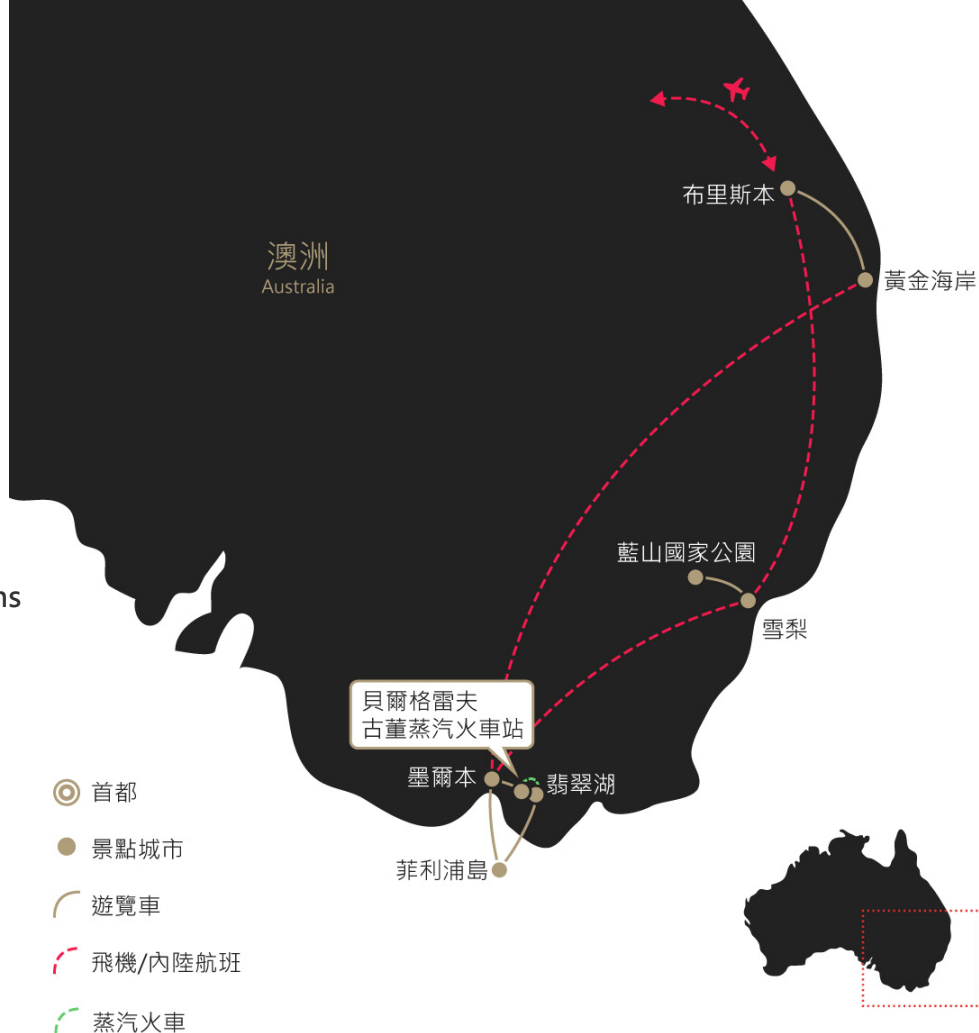 布里斯本
澳洲
Australia
黃金海岸
藍山國家公園
雪梨
貝爾格雷夫
古董蒸汽火車站
墨爾本
翡翠湖
菲利浦島
ns
首都
景點城市
遊覽車
飛機/內陸航班
蒸汽火車